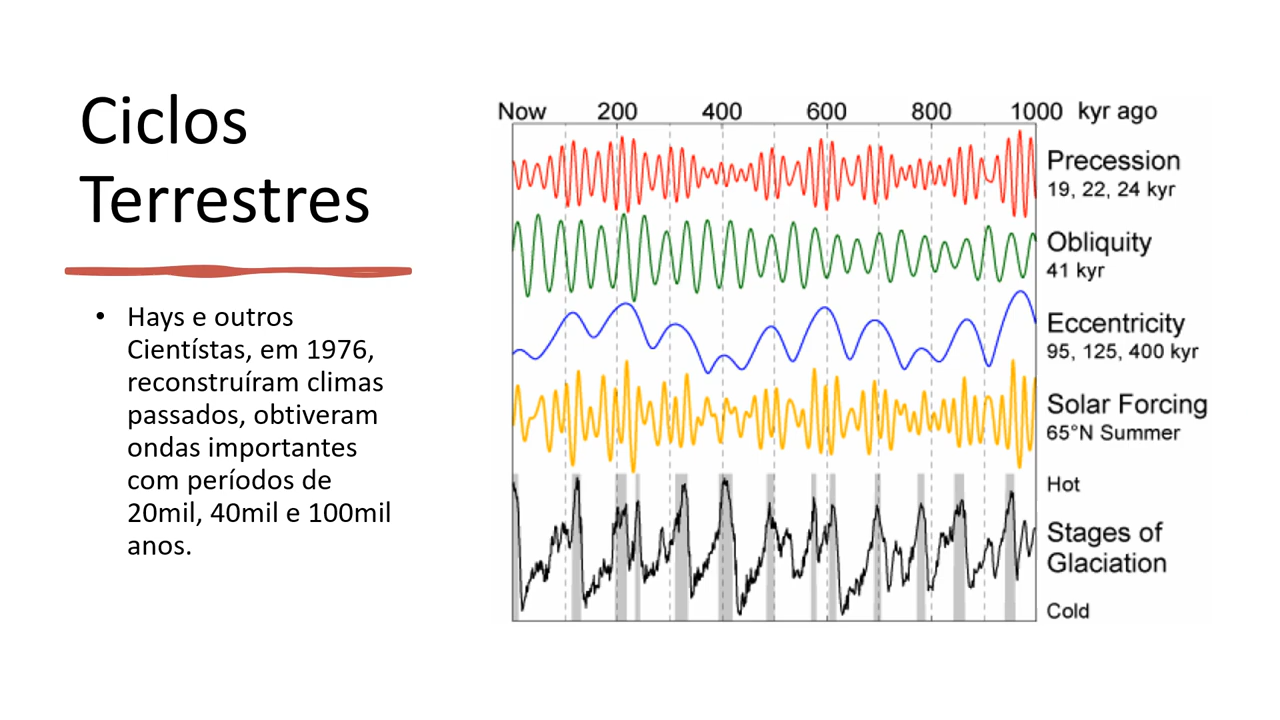 Ciclos
Terrestres
• Hays e outros
Cientístas, em 1976,
reconstruíram climas
passados, obtiveram
ondas importantes
com períodos de
20mil, 40mil e 100mil
anos.
Now 200 400 600 800 1000 kyr ago
Precession
19, 22, 24 kyr
Obliquity
41 kyr
Eccentricity
95, 125, 400 kyr
Solar Forcing
65°N Summer
Hot
Stages of
Glaciation
Cold